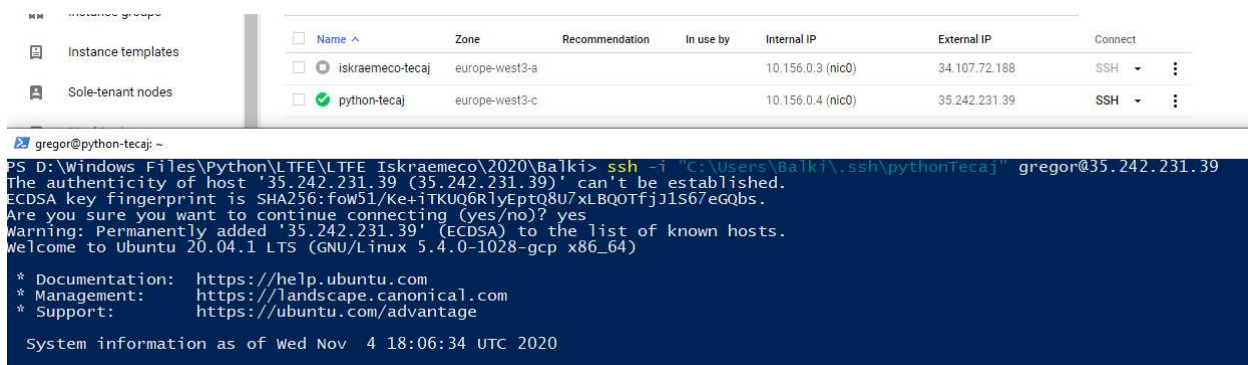 Instance templates
Sole-tenant nodes
Name Zone Recommendation In use by Internal IP External IP Connect
iskraemeco-tecaj europe-west3-a 10.156.0.3 (nic0) 34.107.72.188 SSH
python-tecaj europe-west3-c 10.156.0.4 (nic0) 35.242.231.39 SSH
gregor@python-tecaj: ~
PS D:\Windows Files\Python\LTFE\LTFE Iskraemeco\2020\Balki> ssh -i "C:\Users\Balki\.ssh\pythonTecaj" gregor@35.242.231.39
The authenticity of host '35.242.231.39 (35.242.231.39)' can't be established.
ECDSA key fingerprint is SHA256:foW51/Ke+iTKUQ6RlyEptQ8U7xLBQOTfjJ1S67eGQbs.
Are you sure you want to continue connecting (yes/no)? yes
Warning: Permanently added '35.242.231.39' (ECDSA) to the list of known hosts.
Welcome to Ubuntu 20.04.1 LTS (GNU/Linux 5.4.0-1028-gcp x86_64)
* Documentation: https://help.ubuntu.com
* Management: https://landscape.canonical.com
* Support: https://ubuntu.com/advantage
System information as of Wed Nov 4 18:06:34 UTC 2020